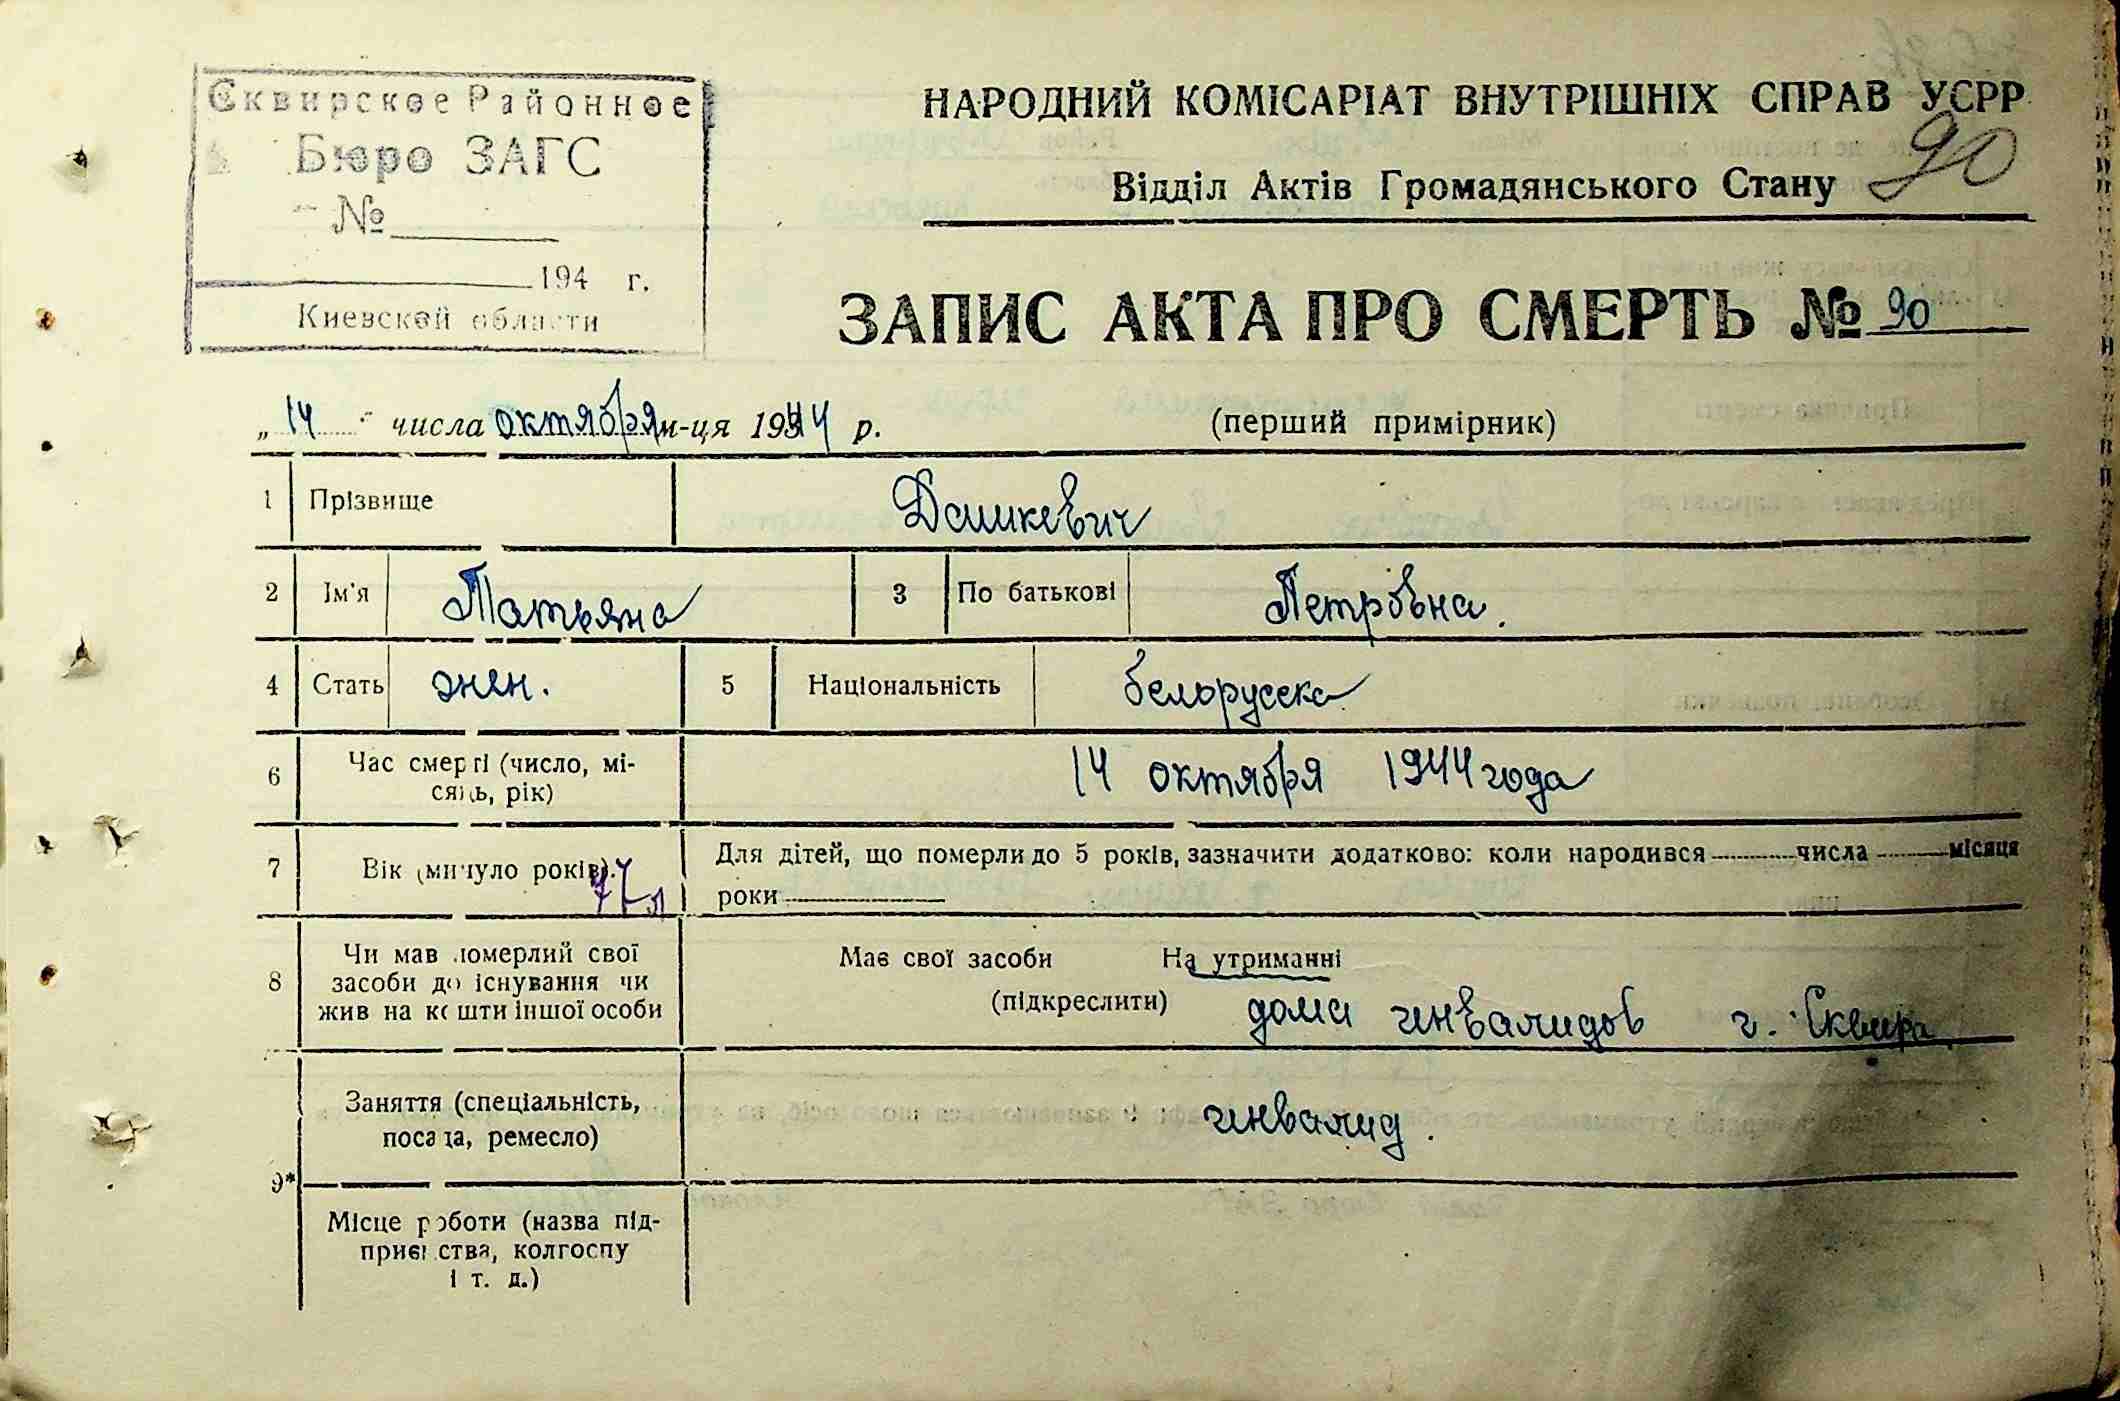 Сквирское Районное
Бюро ЗАГС
№
194 г.
Киевской области
НАРОДНИЙ КОМІСАРІАТ ВНУТРІШНІХ СПРАВ УСРР
90
Відділ Актів Громадянського Стану
ЗАПИС АКТА ПРО СМЕРТЬ № 90
„14“ числа октября м-ця 1944 р.
(перший примірник)
1 Прізвище Дашкевич
2 Ім'я Татьяна 3 По батькові Петровна.
4 Стать жен. 5 Національність белорусска
6 Час смерті (число, мі-
сяць, рік) 14 октября 1944 года
7 Вік (минуло років)
Для дітей, що померли до 5 років, зазначити додатково: коли народився числа місяця
роки
8 Чи мав померлий свої
засоби до існування чи
жив на кошти іншої особи
Має свої засоби На утриманні
(підкреслити) дома инвалидов г. Сквира
9* Заняття (спеціальність,
посада, ремесло) инвалид.
Місце роботи (назва під-
приємства, колгоспу
і т. д.)